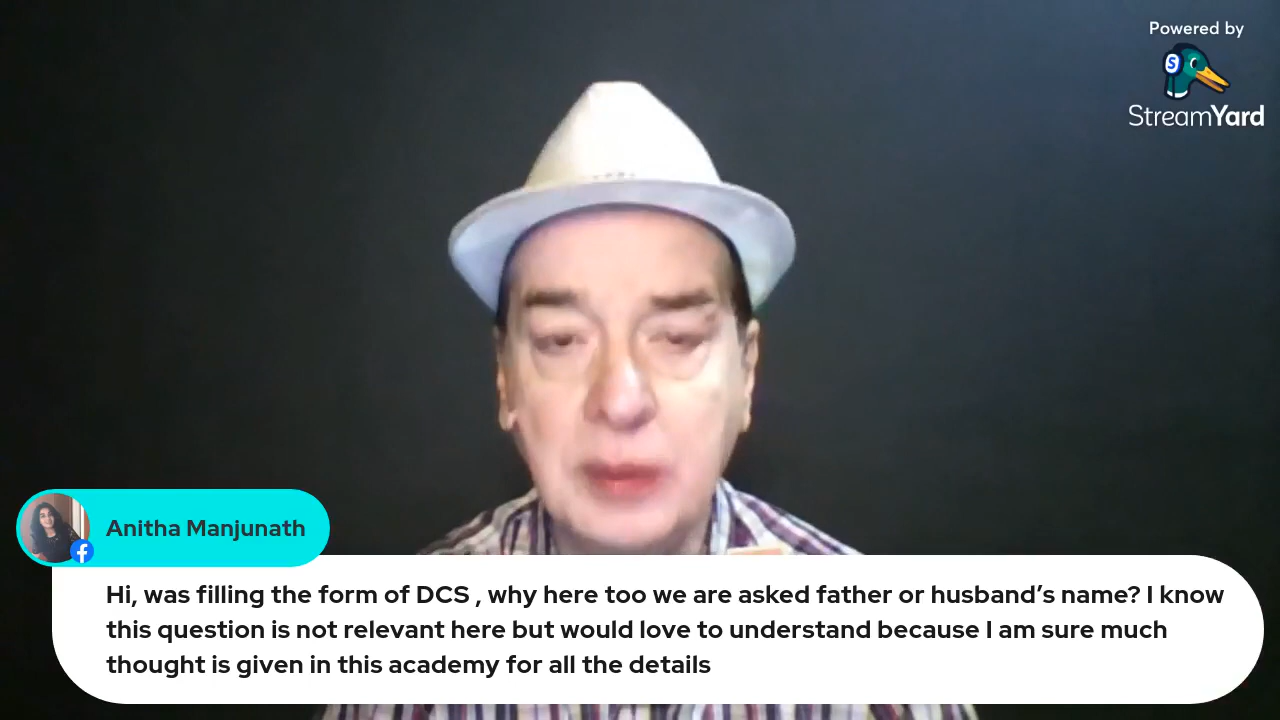 Powered by
StreamYard
Anitha Manjunath
Hi, was filling the form of DCS , why here too we are asked father or husband’s name? I know
this question is not relevant here but would love to understand because I am sure much
thought is given in this academy for all the details